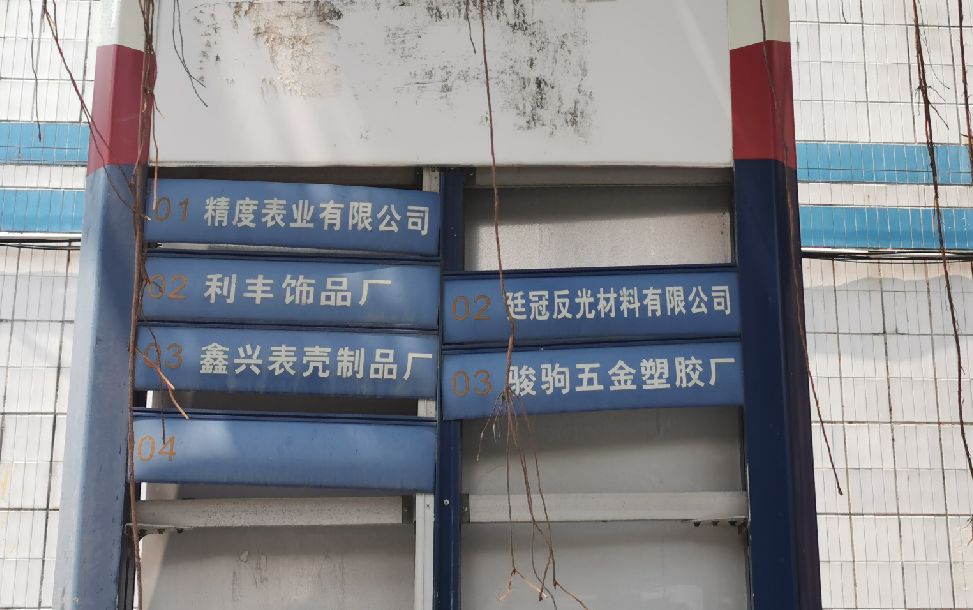 01 精度表业有限公司
02 利丰饰品厂
03 鑫兴表壳制品厂
04
02 廷冠反光材料有限公司
03 骏驹五金塑胶厂